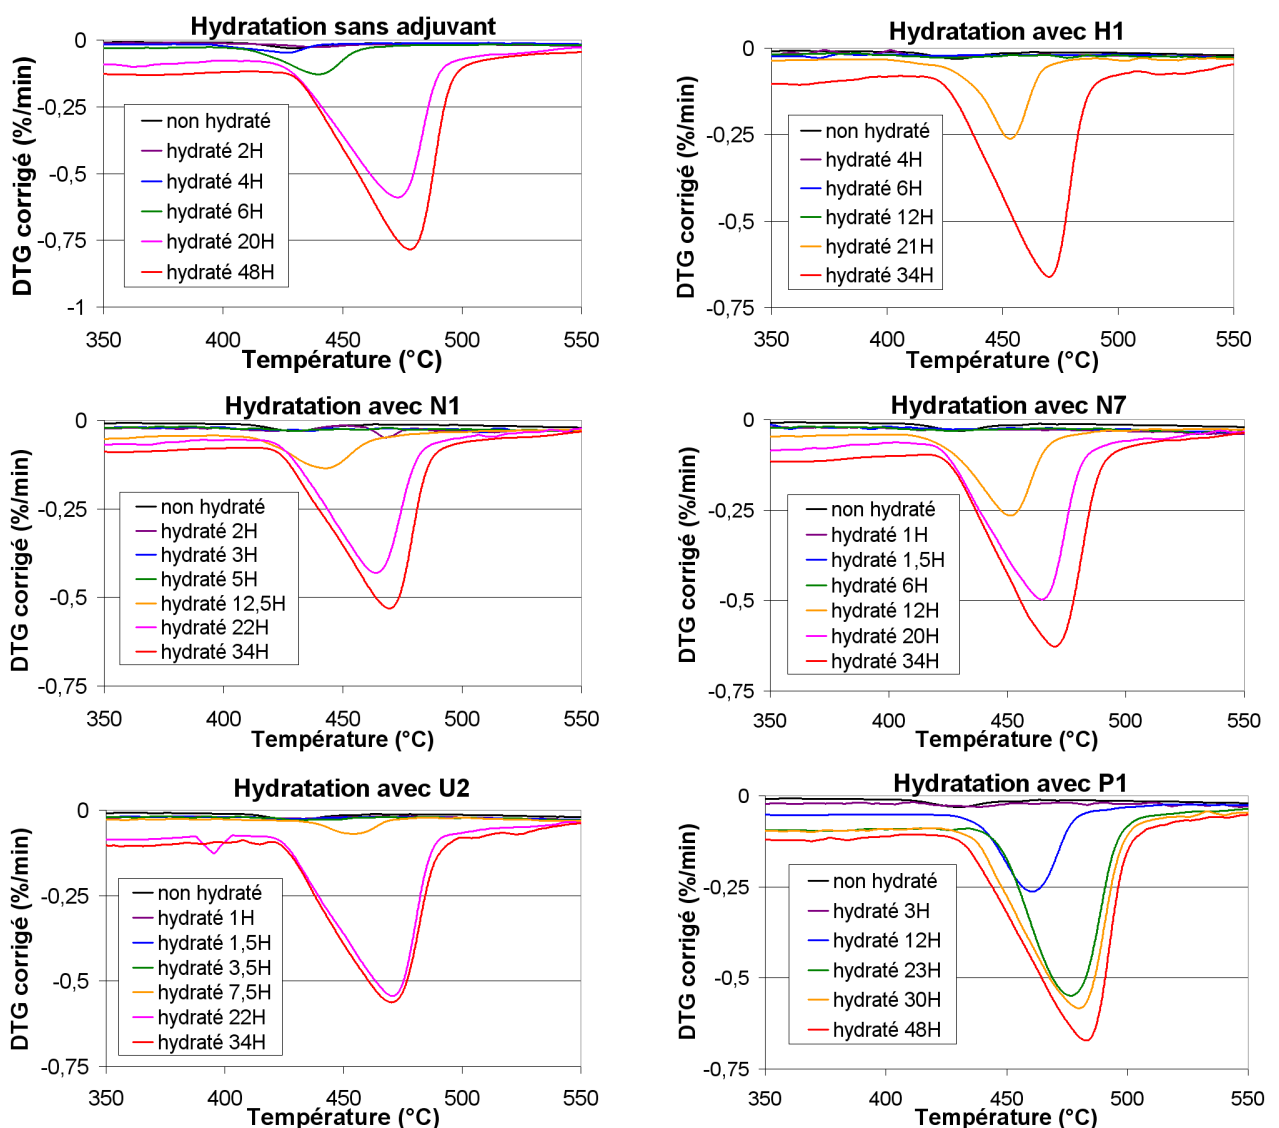 Hydratation sans adjuvant
DTG corrigé (%/min)
0
-0,25
-0,5
-0,75
-1
non hydraté
hydraté 2H
hydraté 4H
hydraté 6H
hydraté 20H
hydraté 48H
350 400 450 500 550
Température (°C)
Hydratation avec H1
DTG corrigé (%/min)
0
-0,25
-0,5
-0,75
non hydraté
hydraté 4H
hydraté 6H
hydraté 12H
hydraté 21H
hydraté 34H
350 400 450 500 550
Température (°C)
Hydratation avec N1
DTG corrigé (%/min)
0
-0,25
-0,5
-0,75
non hydraté
hydraté 2H
hydraté 3H
hydraté 5H
hydraté 12,5H
hydraté 22H
hydraté 34H
350 400 450 500 550
Température (°C)
Hydratation avec N7
DTG corrigé (%/min)
0
-0,25
-0,5
-0,75
non hydraté
hydraté 1H
hydraté 1,5H
hydraté 6H
hydraté 12H
hydraté 20H
hydraté 34H
350 400 450 500 550
Température (°C)
Hydratation avec U2
DTG corrigé (%/min)
0
-0,25
-0,5
-0,75
non hydraté
hydraté 1H
hydraté 1,5H
hydraté 3,5H
hydraté 7,5H
hydraté 22H
hydraté 34H
350 400 450 500 550
Température (°C)
Hydratation avec P1
DTG corrigé (%/min)
0
-0,25
-0,5
-0,75
non hydraté
hydraté 3H
hydraté 12H
hydraté 23H
hydraté 30H
hydraté 48H
350 400 450 500 550
Température (°C)